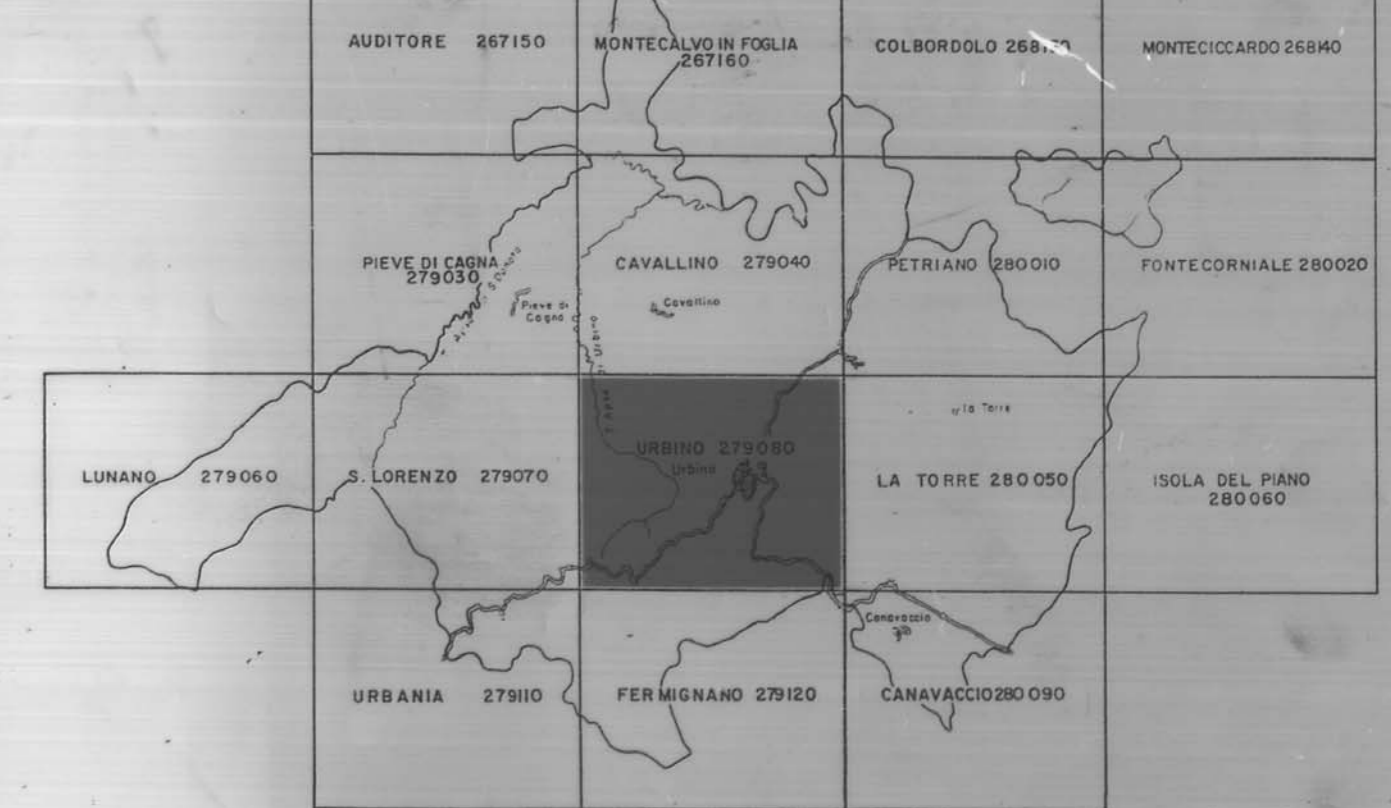 AUDITORE 267150
MONTECALVO IN FOGLIA
267160
COLBORDOLO
MONTECICCARDO 268140
PIEVE DI CAGNA
279030
Pieve di
Cagna
CAVALLINO 279040
Cavallino
PETRIANO 280010
FONTECORNIALE 280020
LUNANO 279060
S. LORENZO 279070
URBINO 279080
Urbino
la Torre
LA TORRE 280050
ISOLA DEL PIANO
280060
URBANIA 279110
FERMIGNANO 279120
Canavaccio
CANAVACCIO 280090